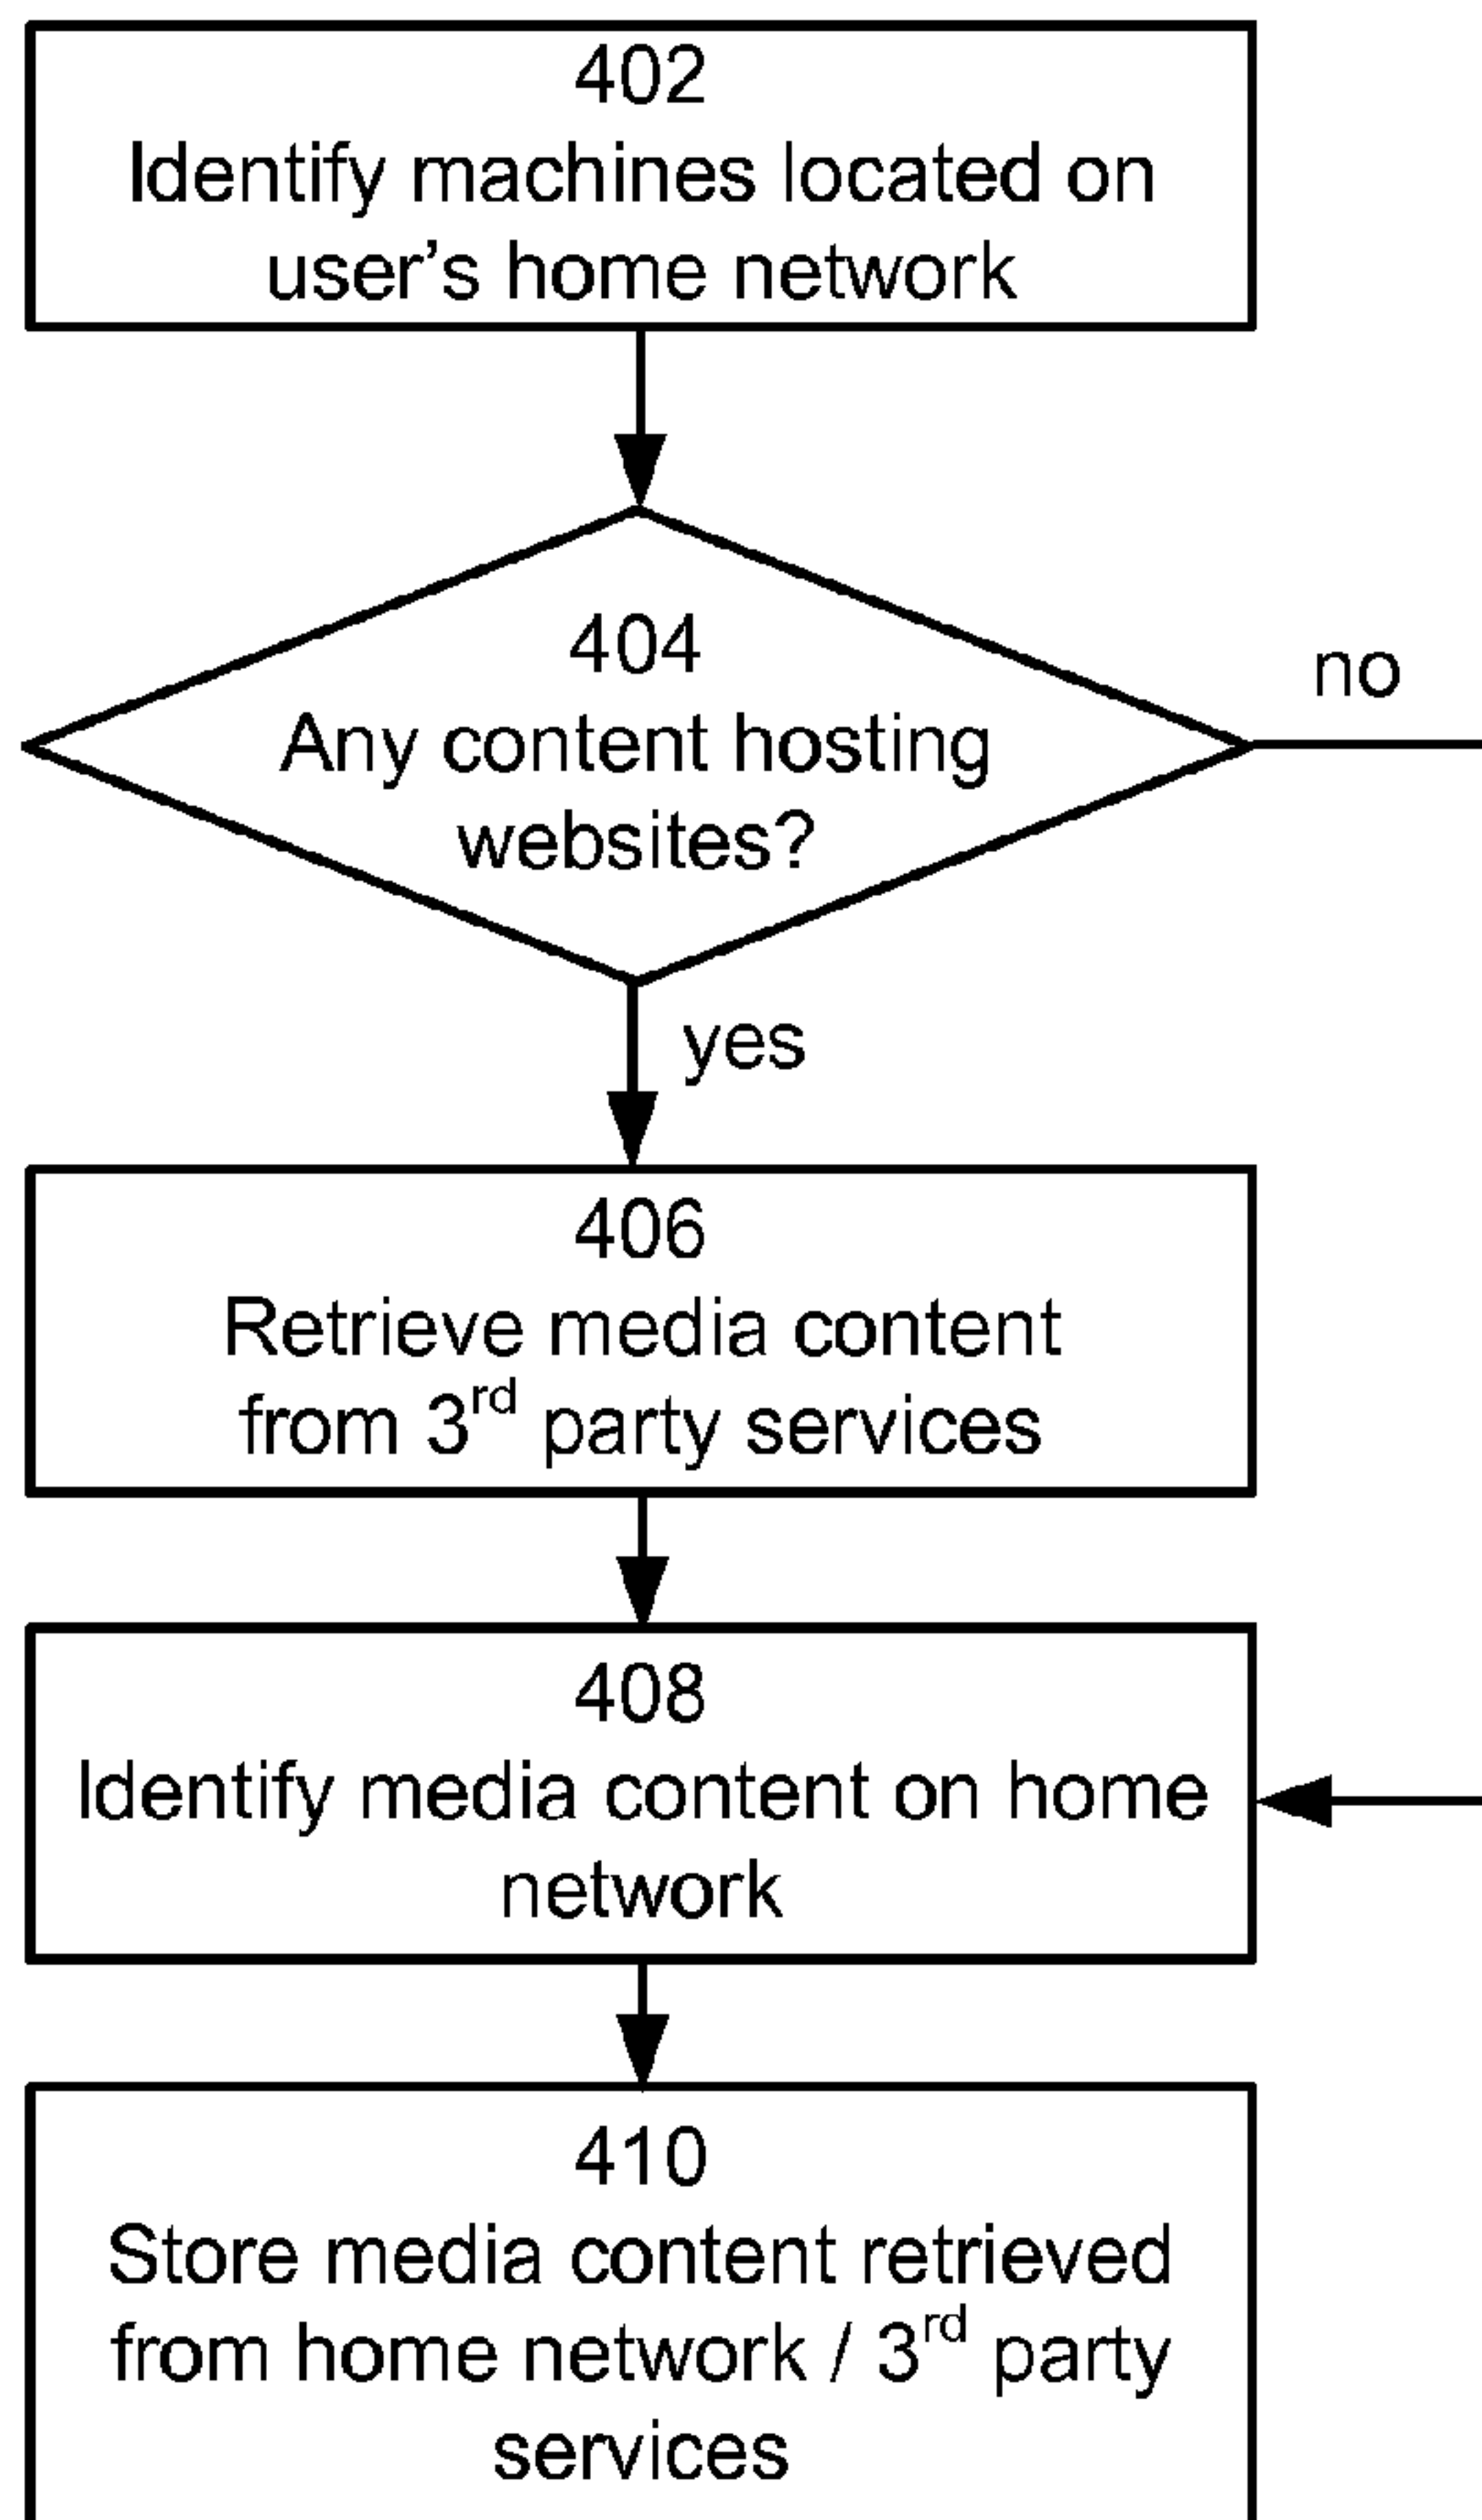 402
Identify machines located on
user’s home network
404
Any content hosting
websites?
no
yes
406
Retrieve media content
from 3rd party services
408
Identify media content on home
network
410
Store media content retrieved
from home network / 3rd party
services